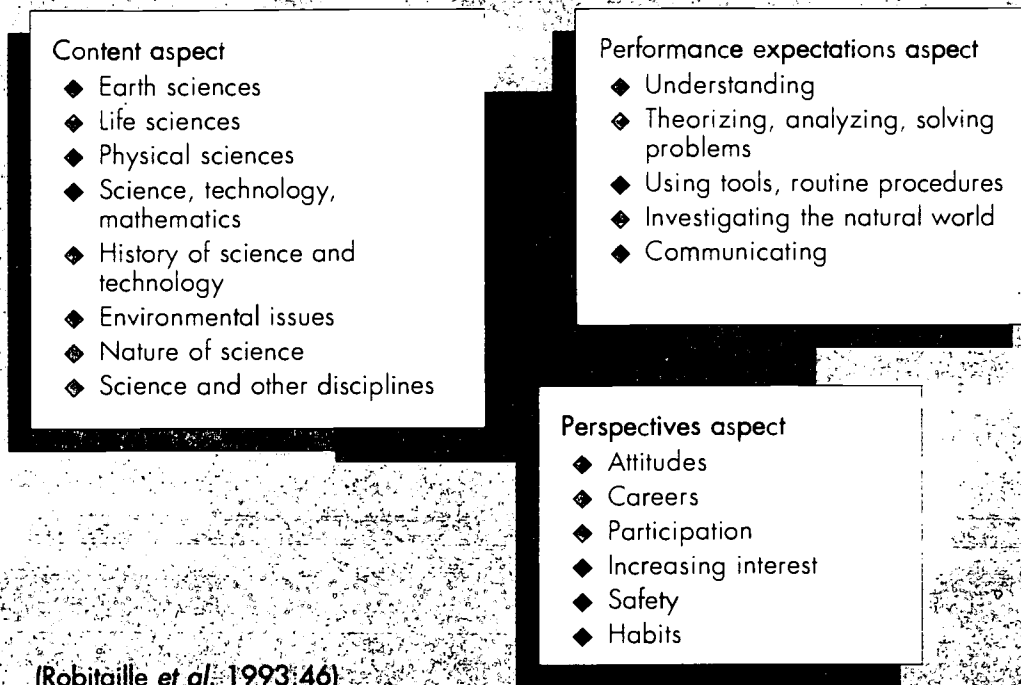 Content aspect
◆ Earth sciences
◆ Life sciences
◆ Physical sciences
◆ Science, technology,
mathematics
◆ History of science and
technology
◆ Environmental issues
◆ Nature of science
◆ Science and other disciplines
Performance expectations aspect
◆ Understanding
◆ Theorizing, analyzing, solving
problems
◆ Using tools, routine procedures
◆ Investigating the natural world
◆ Communicating
Perspectives aspect
◆ Attitudes
◆ Careers
◆ Participation
◆ Increasing interest
◆ Safety
◆ Habits
(Robitaille et al. 1993:46)